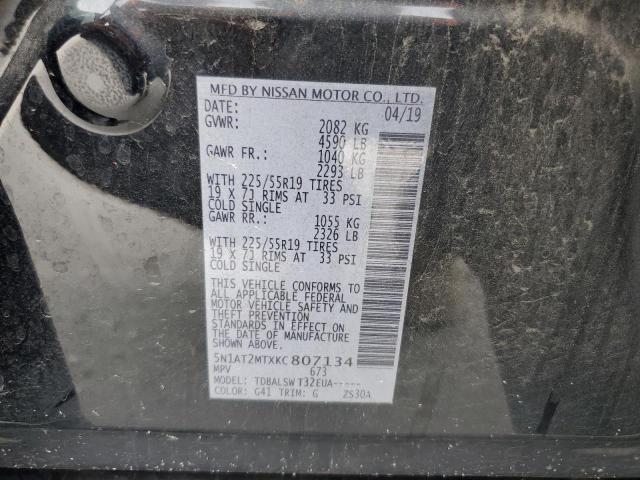 MFD BY NISSAN MOTOR CO., LTD.
DATE: 04/19
GVWR: 2082 KG
4590 LB
GAWR FR.: 1040 KG
2293 LB
WITH 225/55R19 TIRES
19 X 7J RIMS AT 33 PSI
COLD SINGLE
GAWR RR.: 1055 KG
2326 LB
WITH 225/55R19 TIRES
19 X 7J RIMS AT 33 PSI
COLD SINGLE
THIS VEHICLE CONFORMS TO
ALL APPLICABLE FEDERAL
MOTOR VEHICLE SAFETY AND
THEFT PREVENTION
STANDARDS IN EFFECT ON
THE DATE OF MANUFACTURE
SHOWN ABOVE.
5N1AT2MTXKC807134
MPV 673
MODEL: TDBALSWT32EUA-----
COLOR: G41 TRIM: G ZS30A